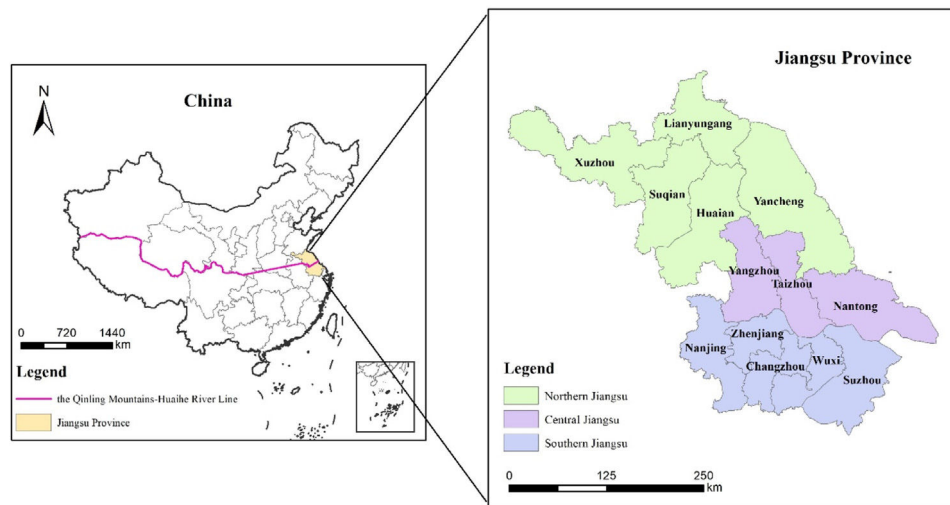 China
N
0 720 1440
km
Legend
the Qinling Mountains-Huaihe River Line
Jiangsu Province
Jiangsu Province
Lianyungang
Xuzhou
Suqian
Huaian
Yancheng
Yangzhou
Taizhou
Nantong
Zhenjiang
Nanjing
Wuxi
Changzhou
Suzhou
Legend
Northern Jiangsu
Central Jiangsu
Southern Jiangsu
0 125 250
km